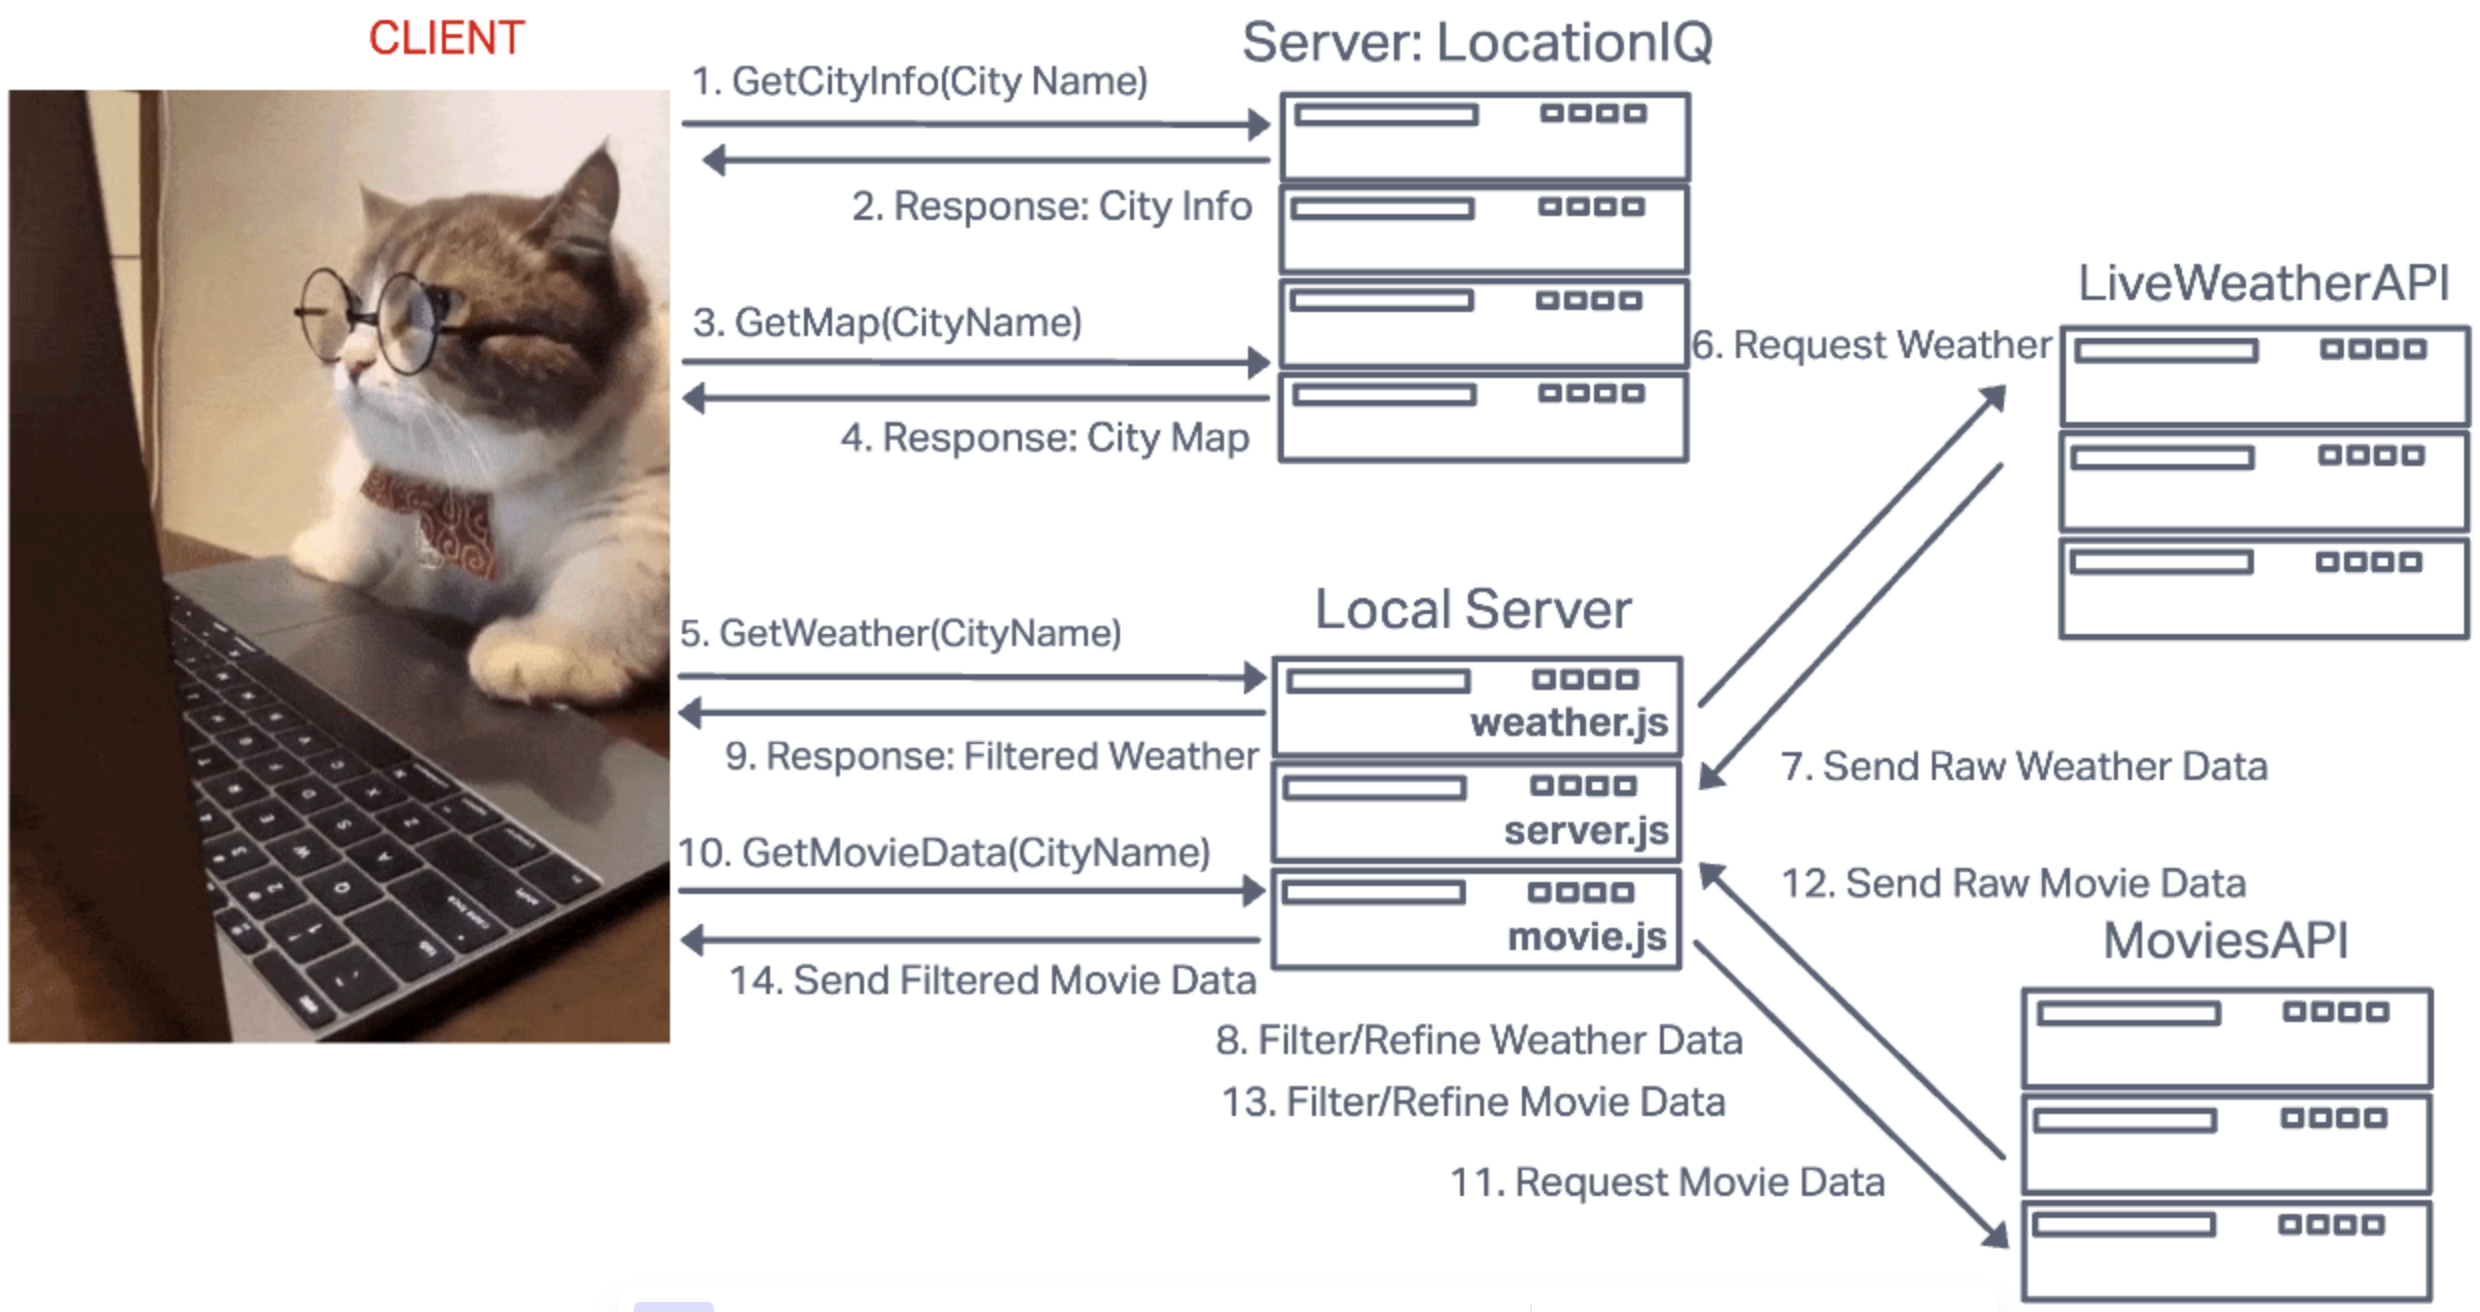 CLIENT
Server: LocationIQ
1. GetCityInfo(City Name)
2. Response: City Info
3. GetMap(CityName)
4. Response: City Map
LiveWeatherAPI
6. Request Weather
Local Server
5. GetWeather(CityName)
weather.js
9. Response: Filtered Weather
7. Send Raw Weather Data
server.js
10. GetMovieData(CityName)
12. Send Raw Movie Data
movie.js
MoviesAPI
14. Send Filtered Movie Data
8. Filter/Refine Weather Data
13. Filter/Refine Movie Data
11. Request Movie Data